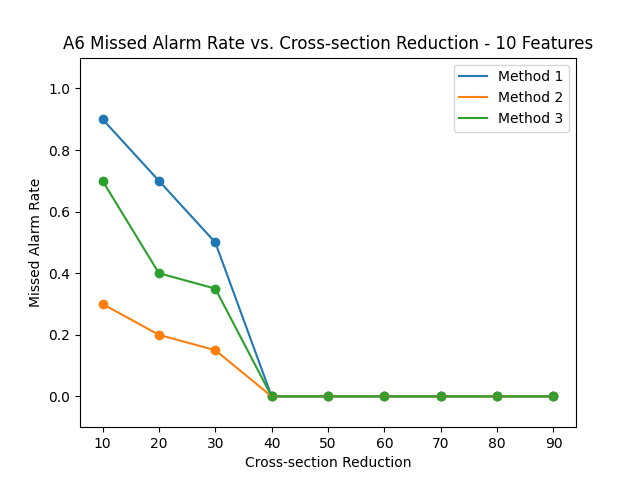 A6 Missed Alarm Rate vs. Cross-section Reduction - 10 Features
Method 1
Method 2
Method 3
1.0
0.8
0.6
0.4
0.2
0.0
Missed Alarm Rate
10 20 30 40 50 60 70 80 90
Cross-section Reduction